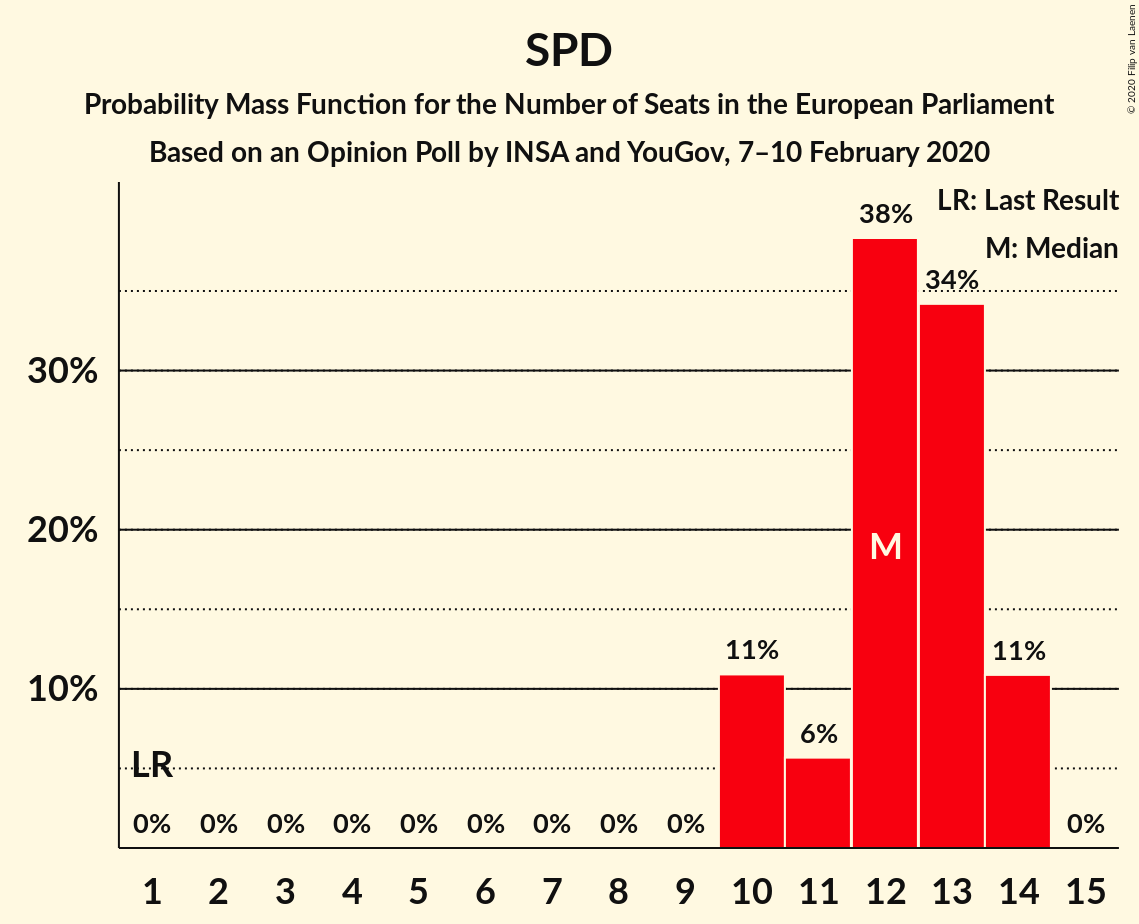 SPD
Probability Mass Function for the Number of Seats in the European Parliament
Based on an Opinion Poll by INSA and YouGov, 7–10 February 2020
© 2020 Filip van Laenen
LR: Last Result
M: Median
38%
34%
30%
20%
M
11%
11%
10%
6%
LR
0% 0% 0% 0% 0% 0% 0% 0% 0% 0%
1 2 3 4 5 6 7 8 9 10 11 12 13 14 15